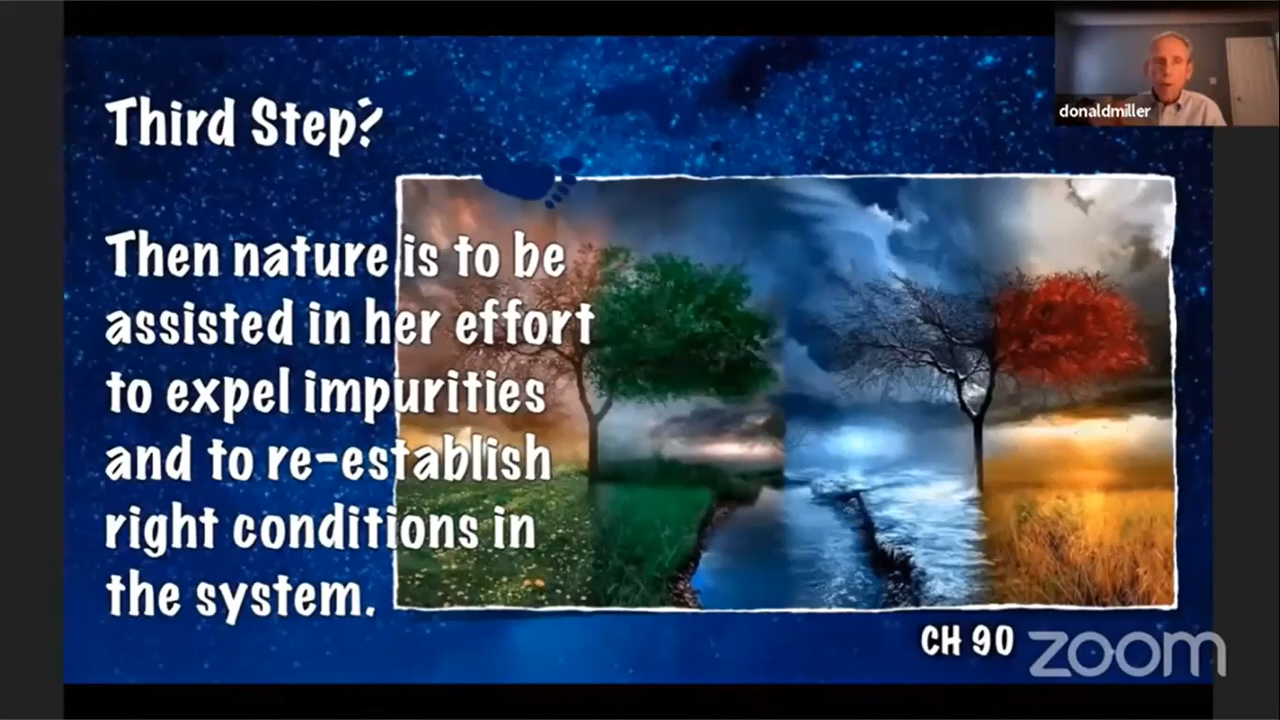 donaldmiller
Third Step?
Then nature is to be
assisted in her effort
to expel impurities
and to re-establish
right conditions in
the system.
CH 90
zoom